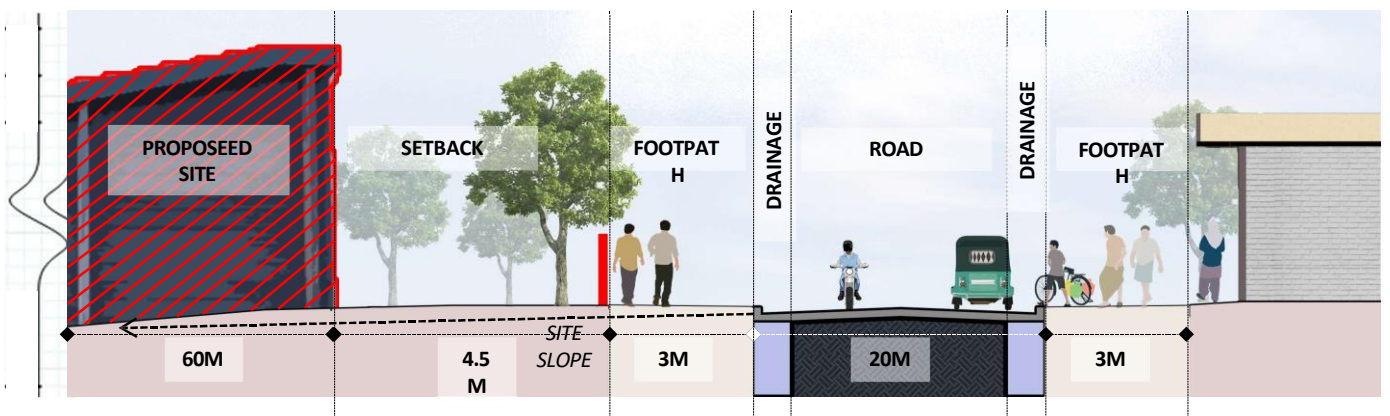 PROPOSEED
SITE
SETBACK
FOOTPAT
H
DRAINAGE
ROAD
DRAINAGE
FOOTPAT
H
60M
4.5
M
SITE
SLOPE
3M
20M
3M